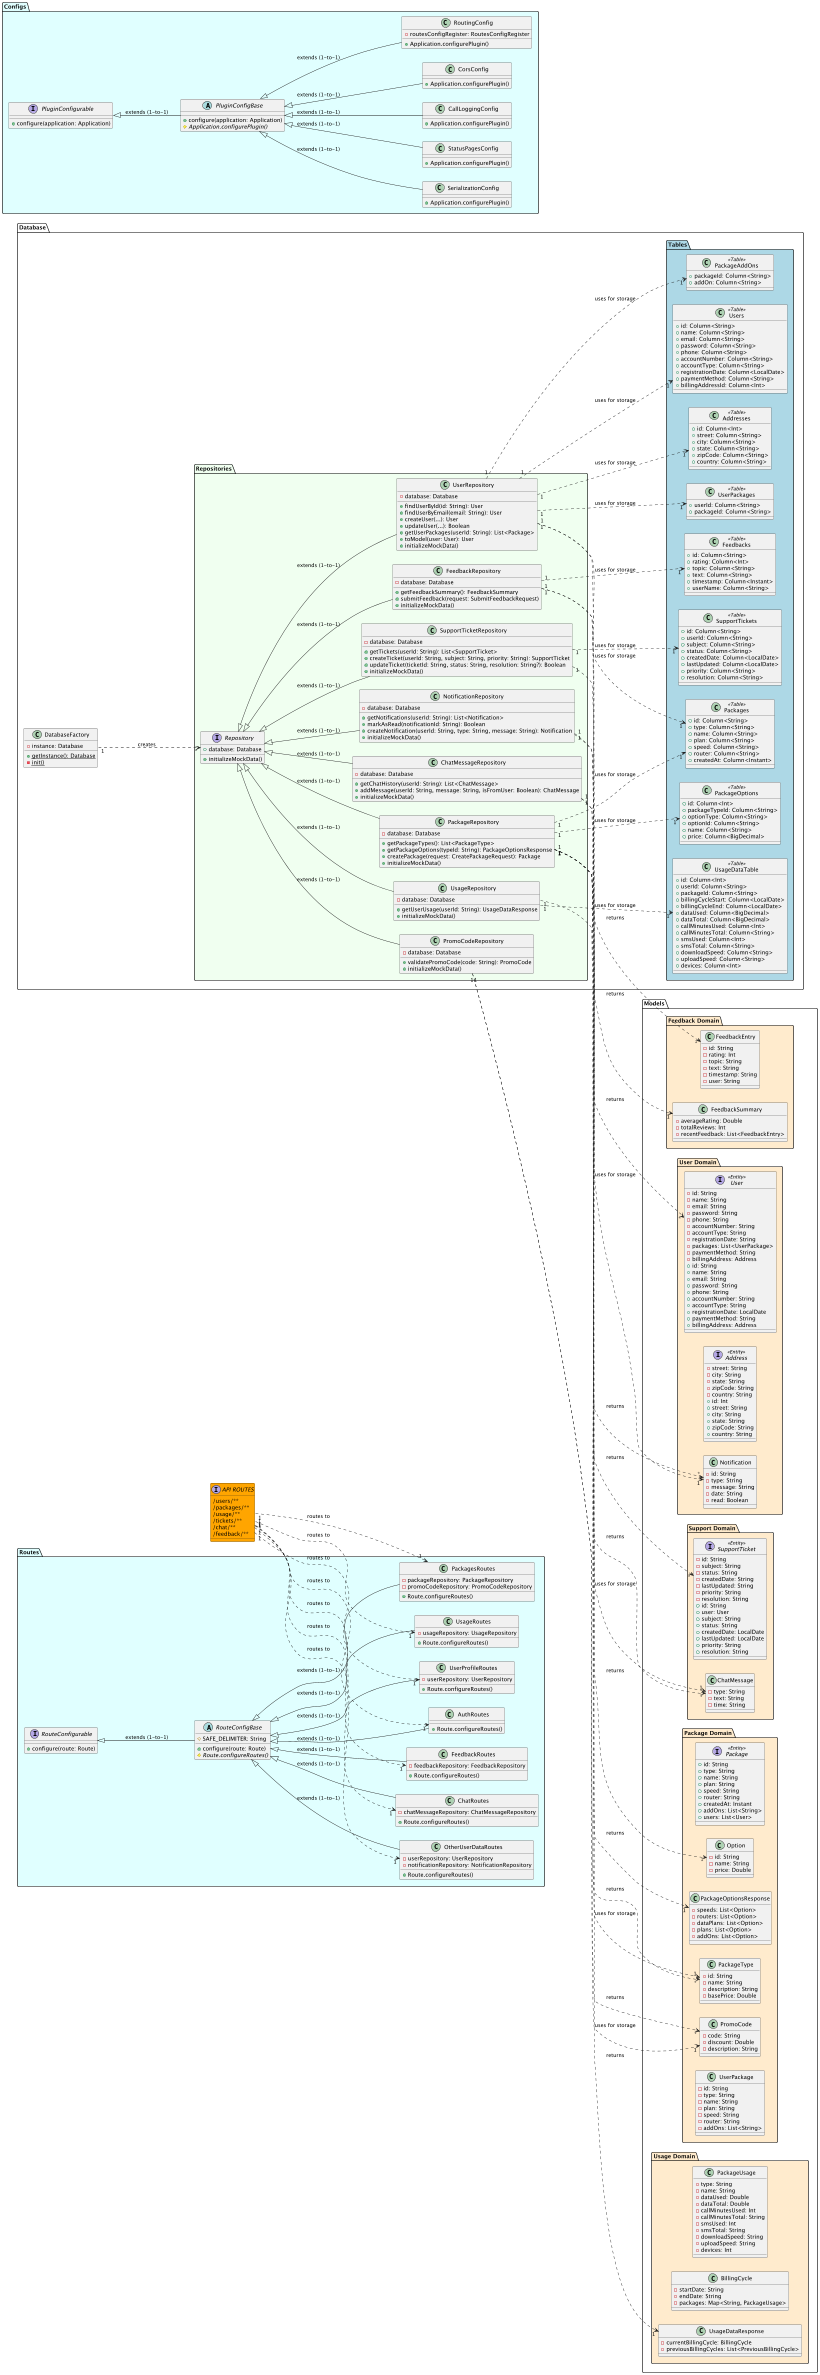 Configs
RoutingConfig
routesConfigRegister: RoutesConfigRegister
Application.configurePlugin()
extends (1-to-1)
CorsConfig
Application.configurePlugin()
extends (1-to-1)
PluginConfigurable
configure(application: Application)
extends (1-to-1)
PluginConfigBase
configure(application: Application)
Application.configurePlugin()
extends (1-to-1)
CallLoggingConfig
Application.configurePlugin()
extends (1-to-1)
StatusPagesConfig
Application.configurePlugin()
extends (1-to-1)
SerializationConfig
Application.configurePlugin()
Database
Tables
«Table»
PackageAddOns
packageId: Column<String>
addOn: Column<String>
uses for storage
«Table»
Users
id: Column<String>
name: Column<String>
email: Column<String>
password: Column<String>
phone: Column<String>
accountNumber: Column<String>
accountType: Column<String>
registrationDate: Column<LocalDate>
paymentMethod: Column<String>
billingAddressId: Column<Int>
uses for storage
«Table»
Addresses
id: Column<Int>
street: Column<String>
city: Column<String>
state: Column<String>
zipCode: Column<String>
country: Column<String>
uses for storage
Repositories
UserRepository
database: Database
findUserById(id: String): User
findUserByEmail(email: String): User
createUser(...): User
updateUser(...): Boolean
getUserPackages(userId: String): List<Package>
toModel(user: User): User
initializeMockData()
«Table»
UserPackages
userId: Column<String>
packageId: Column<String>
uses for storage
«Table»
Feedbacks
id: Column<String>
rating: Column<Int>
topic: Column<String>
text: Column<String>
timestamp: Column<Instant>
userName: Column<String>
uses for storage
extends (1-to-1)
FeedbackRepository
database: Database
getFeedbackSummary(): FeedbackSummary
submitFeedback(request: SubmitFeedbackRequest)
initializeMockData()
extends (1-to-1)
«Table»
SupportTickets
id: Column<String>
userId: Column<String>
subject: Column<String>
status: Column<String>
createdDate: Column<LocalDate>
lastUpdated: Column<LocalDate>
priority: Column<String>
resolution: Column<String>
uses for storage
uses for storage
SupportTicketRepository
database: Database
getTickets(userId: String): List<SupportTicket>
createTicket(userId: String, subject: String, priority: String): SupportTicket
updateTicket(ticketId: String, status: String, resolution: String?): Boolean
initializeMockData()
extends (1-to-1)
NotificationRepository
database: Database
getNotifications(userId: String): List<Notification>
markAsRead(notificationId: String): Boolean
createNotification(userId: String, type: String, message: String): Notification
initializeMockData()
extends (1-to-1)
«Table»
Packages
id: Column<String>
type: Column<String>
name: Column<String>
plan: Column<String>
speed: Column<String>
router: Column<String>
createdAt: Column<Instant>
DatabaseFactory
instance: Database
getInstance(): Database
init()
1
creates
Repository
database: Database
initializeMockData()
ChatMessageRepository
database: Database
getChatHistory(userId: String): List<ChatMessage>
addMessage(userId: String, message: String, isFromUser: Boolean): ChatMessage
initializeMockData()
extends (1-to-1)
uses for storage
«Table»
PackageOptions
id: Column<Int>
packageTypeId: Column<String>
optionType: Column<String>
optionId: Column<String>
name: Column<String>
price: Column<BigDecimal>
uses for storage
PackageRepository
database: Database
getPackageTypes(): List<PackageType>
getPackageOptions(typeId: String): PackageOptionsResponse
createPackage(request: CreatePackageRequest): Package
initializeMockData()
extends (1-to-1)
extends (1-to-1)
«Table»
UsageDataTable
id: Column<Int>
userId: Column<String>
packageId: Column<String>
billingCycleStart: Column<LocalDate>
billingCycleEnd: Column<LocalDate>
dataUsed: Column<BigDecimal>
dataTotal: Column<BigDecimal>
callMinutesUsed: Column<Int>
callMinutesTotal: Column<String>
smsUsed: Column<Int>
smsTotal: Column<String>
downloadSpeed: Column<String>
uploadSpeed: Column<String>
devices: Column<Int>
UsageRepository
database: Database
getUserUsage(userId: String): UsageDataResponse
initializeMockData()
uses for storage
returns
PromoCodeRepository
database: Database
validatePromoCode(code: String): PromoCode
initializeMockData()
returns
Models
Feedback Domain
FeedbackEntry
id: String
rating: Int
topic: String
text: String
timestamp: String
user: String
returns
FeedbackSummary
averageRating: Double
totalReviews: Int
recentFeedback: List<FeedbackEntry>
User Domain
«Entity»
User
id: String
name: String
email: String
password: String
phone: String
accountNumber: String
accountType: String
registrationDate: String
packages: List<UserPackage>
paymentMethod: String
billingAddress: Address
id: String
name: String
email: String
password: String
phone: String
accountNumber: String
accountType: String
registrationDate: LocalDate
paymentMethod: String
billingAddress: Address
uses for storage
«Entity»
Address
street: String
city: String
state: String
zipCode: String
country: String
id: Int
street: String
city: String
state: String
zipCode: String
country: String
returns
Notification
id: String
type: String
message: String
date: String
read: Boolean
returns
API ROUTES
/users/**
/packages/**
/usage/**
/tickets/**
/chat/**
/feedback/**
routes to
routes to
routes to
routes to
routes to
Support Domain
«Entity»
SupportTicket
id: String
subject: String
status: String
createdDate: String
lastUpdated: String
priority: String
resolution: String
id: String
user: User
subject: String
status: String
createdDate: LocalDate
lastUpdated: LocalDate
priority: String
resolution: String
returns
uses for storage
ChatMessage
type: String
text: String
time: String
returns
Routes
PackagesRoutes
packageRepository: PackageRepository
promoCodeRepository: PromoCodeRepository
Route.configureRoutes()
UsageRoutes
usageRepository: UsageRepository
Route.configureRoutes()
UserProfileRoutes
userRepository: UserRepository
Route.configureRoutes()
extends (1-to-1)
extends (1-to-1)
AuthRoutes
Route.configureRoutes()
extends (1-to-1)
RouteConfigurable
configure(route: Route)
extends (1-to-1)
RouteConfigBase
SAFE_DELIMITER: String
configure(route: Route)
Route.configureRoutes()
extends (1-to-1)
FeedbackRoutes
feedbackRepository: FeedbackRepository
Route.configureRoutes()
extends (1-to-1)
ChatRoutes
chatMessageRepository: ChatMessageRepository
Route.configureRoutes()
extends (1-to-1)
OtherUserDataRoutes
userRepository: UserRepository
notificationRepository: NotificationRepository
Route.configureRoutes()
Package Domain
«Entity»
Package
id: String
type: String
name: String
plan: String
speed: String
router: String
createdAt: Instant
addOns: List<String>
users: List<User>
Option
id: String
name: String
price: Double
returns
PackageOptionsResponse
speeds: List<Option>
routers: List<Option>
dataPlans: List<Option>
plans: List<Option>
addOns: List<Option>
returns
uses for storage
PackageType
id: String
name: String
description: String
basePrice: Double
returns
PromoCode
code: String
discount: Double
description: String
uses for storage
returns
UserPackage
id: String
type: String
name: String
plan: String
speed: String
router: String
addOns: List<String>
Usage Domain
PackageUsage
type: String
name: String
dataUsed: Double
dataTotal: Double
callMinutesUsed: Int
callMinutesTotal: String
smsUsed: Int
smsTotal: String
downloadSpeed: String
uploadSpeed: String
devices: Int
BillingCycle
startDate: String
endDate: String
packages: Map<String, PackageUsage>
UsageDataResponse
currentBillingCycle: BillingCycle
previousBillingCycles: List<PreviousBillingCycle>